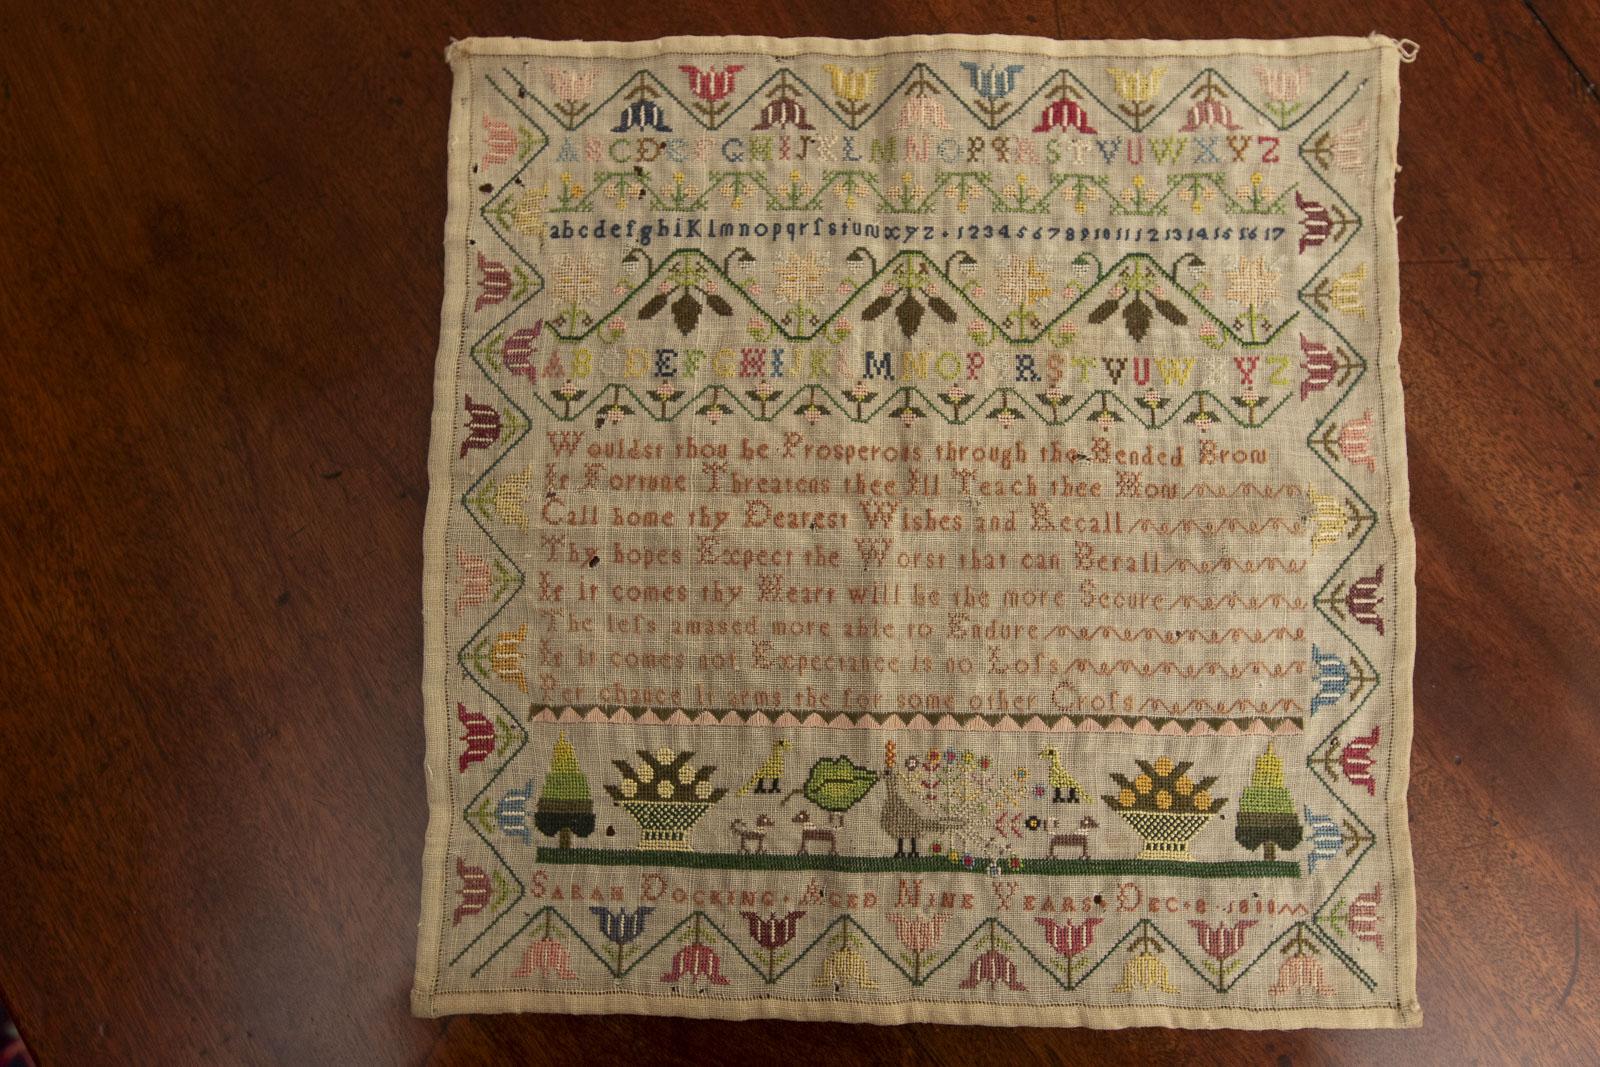 ABCDEFGHIJKLMNOPQRSTVUWXYZ
abcdefghiKlmnopqrſstuwxyz.1234567891011121314151617
ABCDEFGHIJKLMNOPQRSTVUWXYZ
Wouldst thou be Prosperous through the Bended Brow
If Fortune Threatens thee Ill Teach thee How
Call home thy Dearest Wishes and Recall
Thy hopes Expect the Worst that can Befall
If it comes thy Heart will be the more Secure
The leſs amased more able to Endure
If it comes not Expectance is no Loſs
Per chance It arms the for some other Croſs
SARAH DOCKING. AGED NINE YEARS. DEC. 8